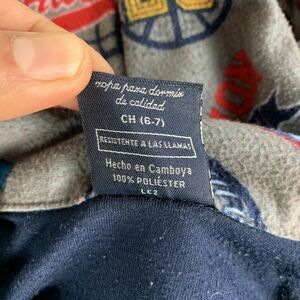 ropa para dormir
de calidad
CH (6-7)
RESISTENTE A LAS LLAMAS
Hecho en Camboya
100% POLIÉSTER
LC2